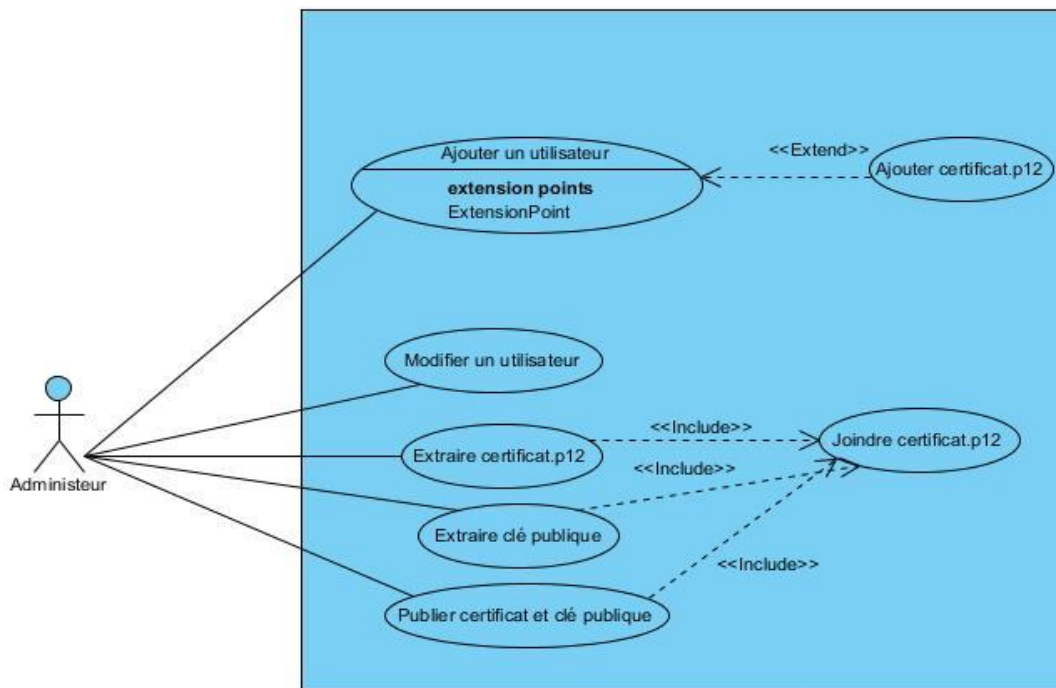 Ajouter un utilisateur
extension points
ExtensionPoint
<<Extend>>
Ajouter certificat.p12
Modifier un utilisateur
Administeur
Extraire certificat.p12
<<Include>>
Joindre certificat.p12
<<Include>>
Extraire clé publique
<<Include>>
Publier certificat et clé publique